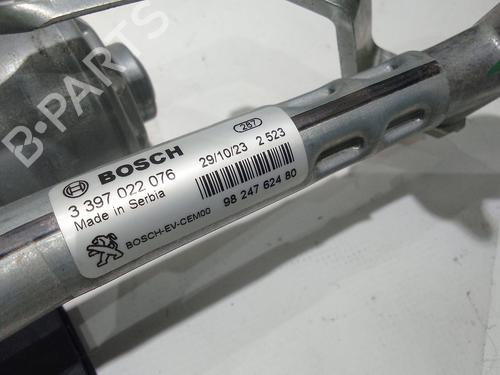 B-PARTS
BOSCH
267
29/10/23 2 523
3 397 022 076
Made in Serbia
98 247 624 80
BOSCH-EV-CEM00